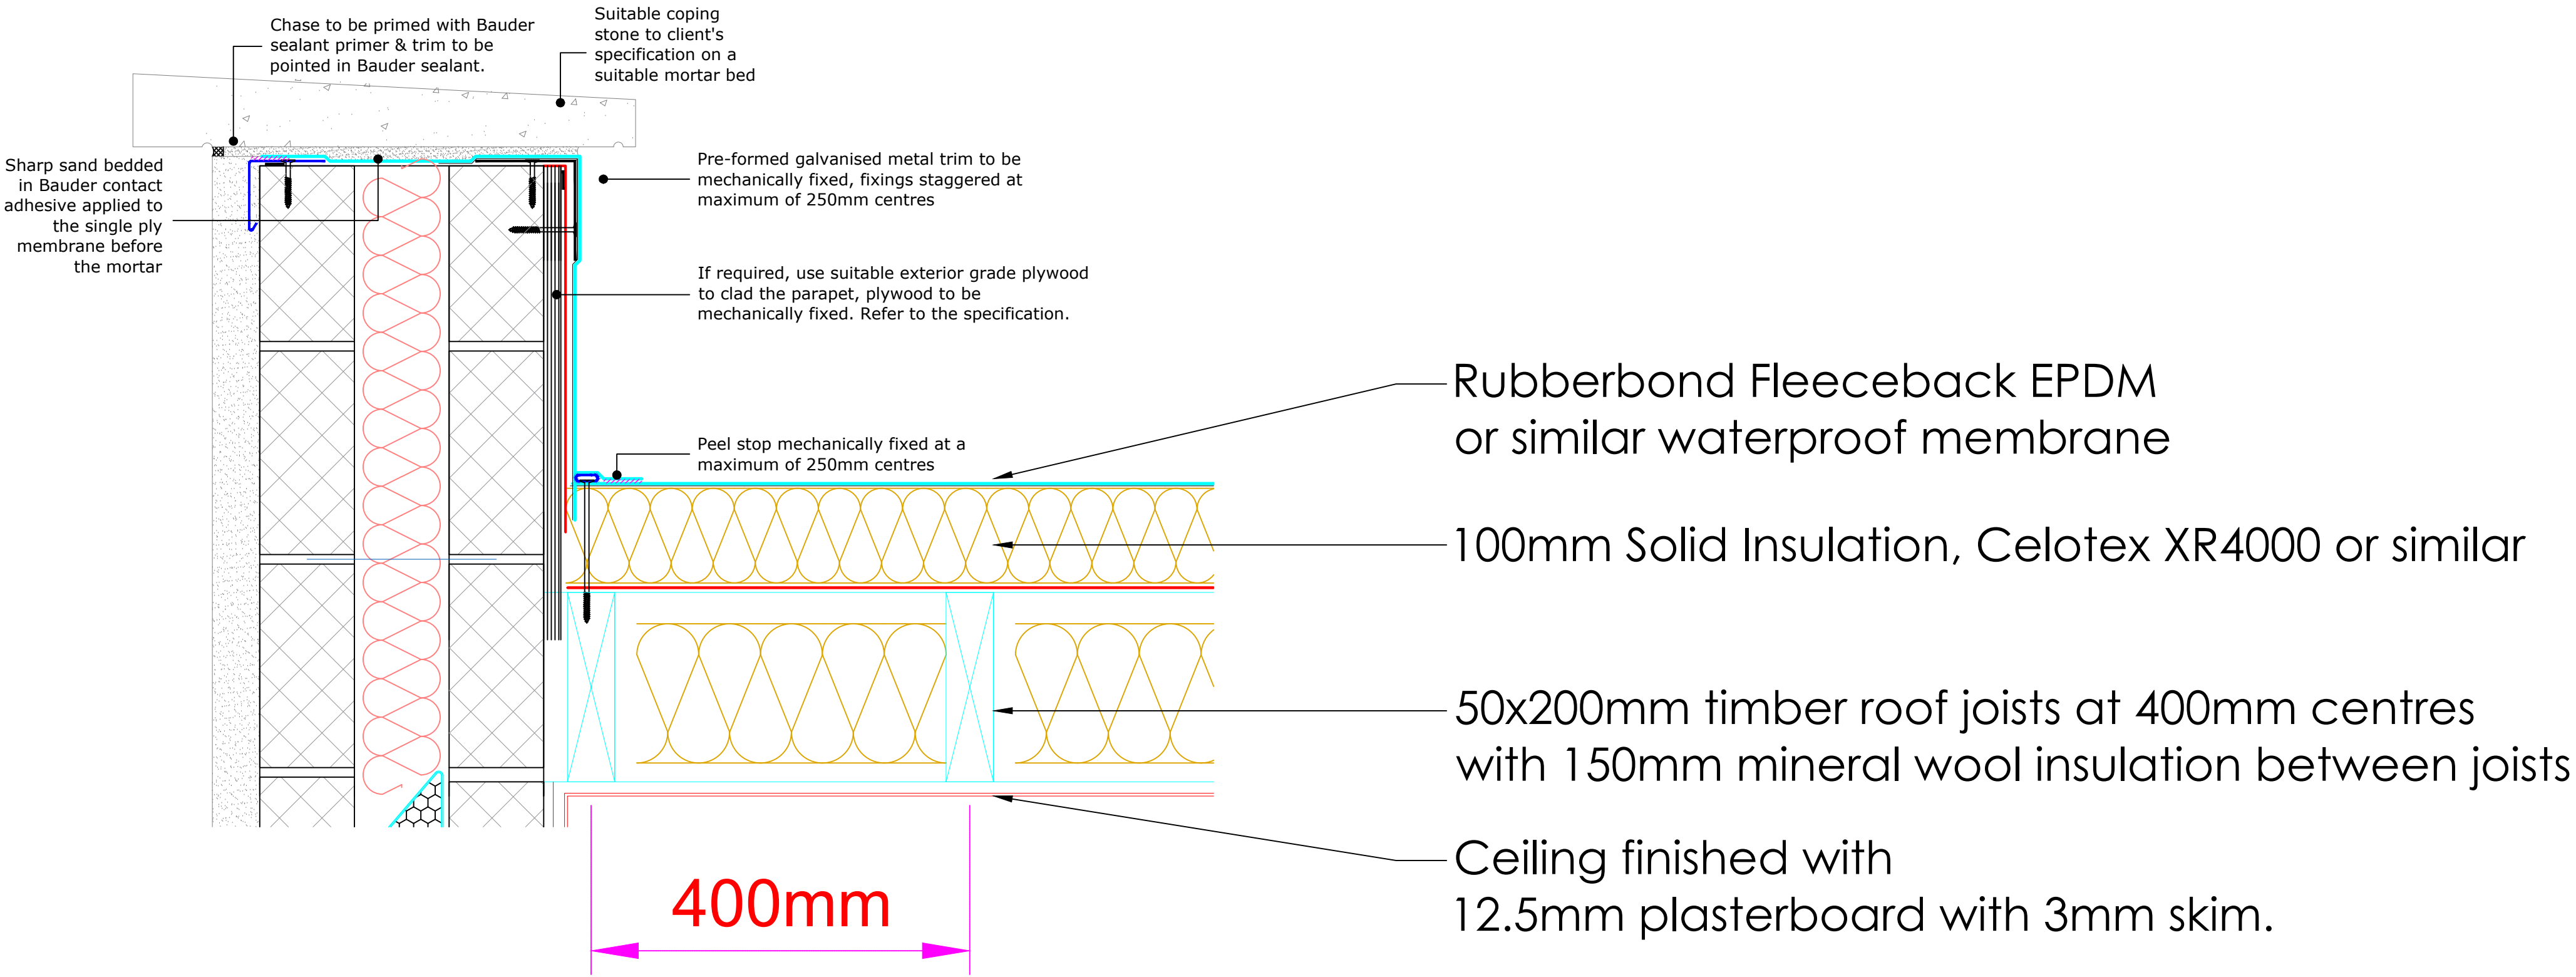 Chase to be primed with Bauder
sealant primer & trim to be
pointed in Bauder sealant.
Suitable coping
stone to client's
specification on a
suitable mortar bed
Sharp sand bedded
in Bauder contact
adhesive applied to
the single ply
membrane before
the mortar
Pre-formed galvanised metal trim to be
mechanically fixed, fixings staggered at
maximum of 250mm centres
If required, use suitable exterior grade plywood
to clad the parapet, plywood to be
mechanically fixed. Refer to the specification.
Peel stop mechanically fixed at a
maximum of 250mm centres
Rubberbond Fleeceback EPDM
or similar waterproof membrane
100mm Solid Insulation, Celotex XR4000 or similar
50x200mm timber roof joists at 400mm centres
with 150mm mineral wool insulation between joists
Ceiling finished with
12.5mm plasterboard with 3mm skim.
400mm